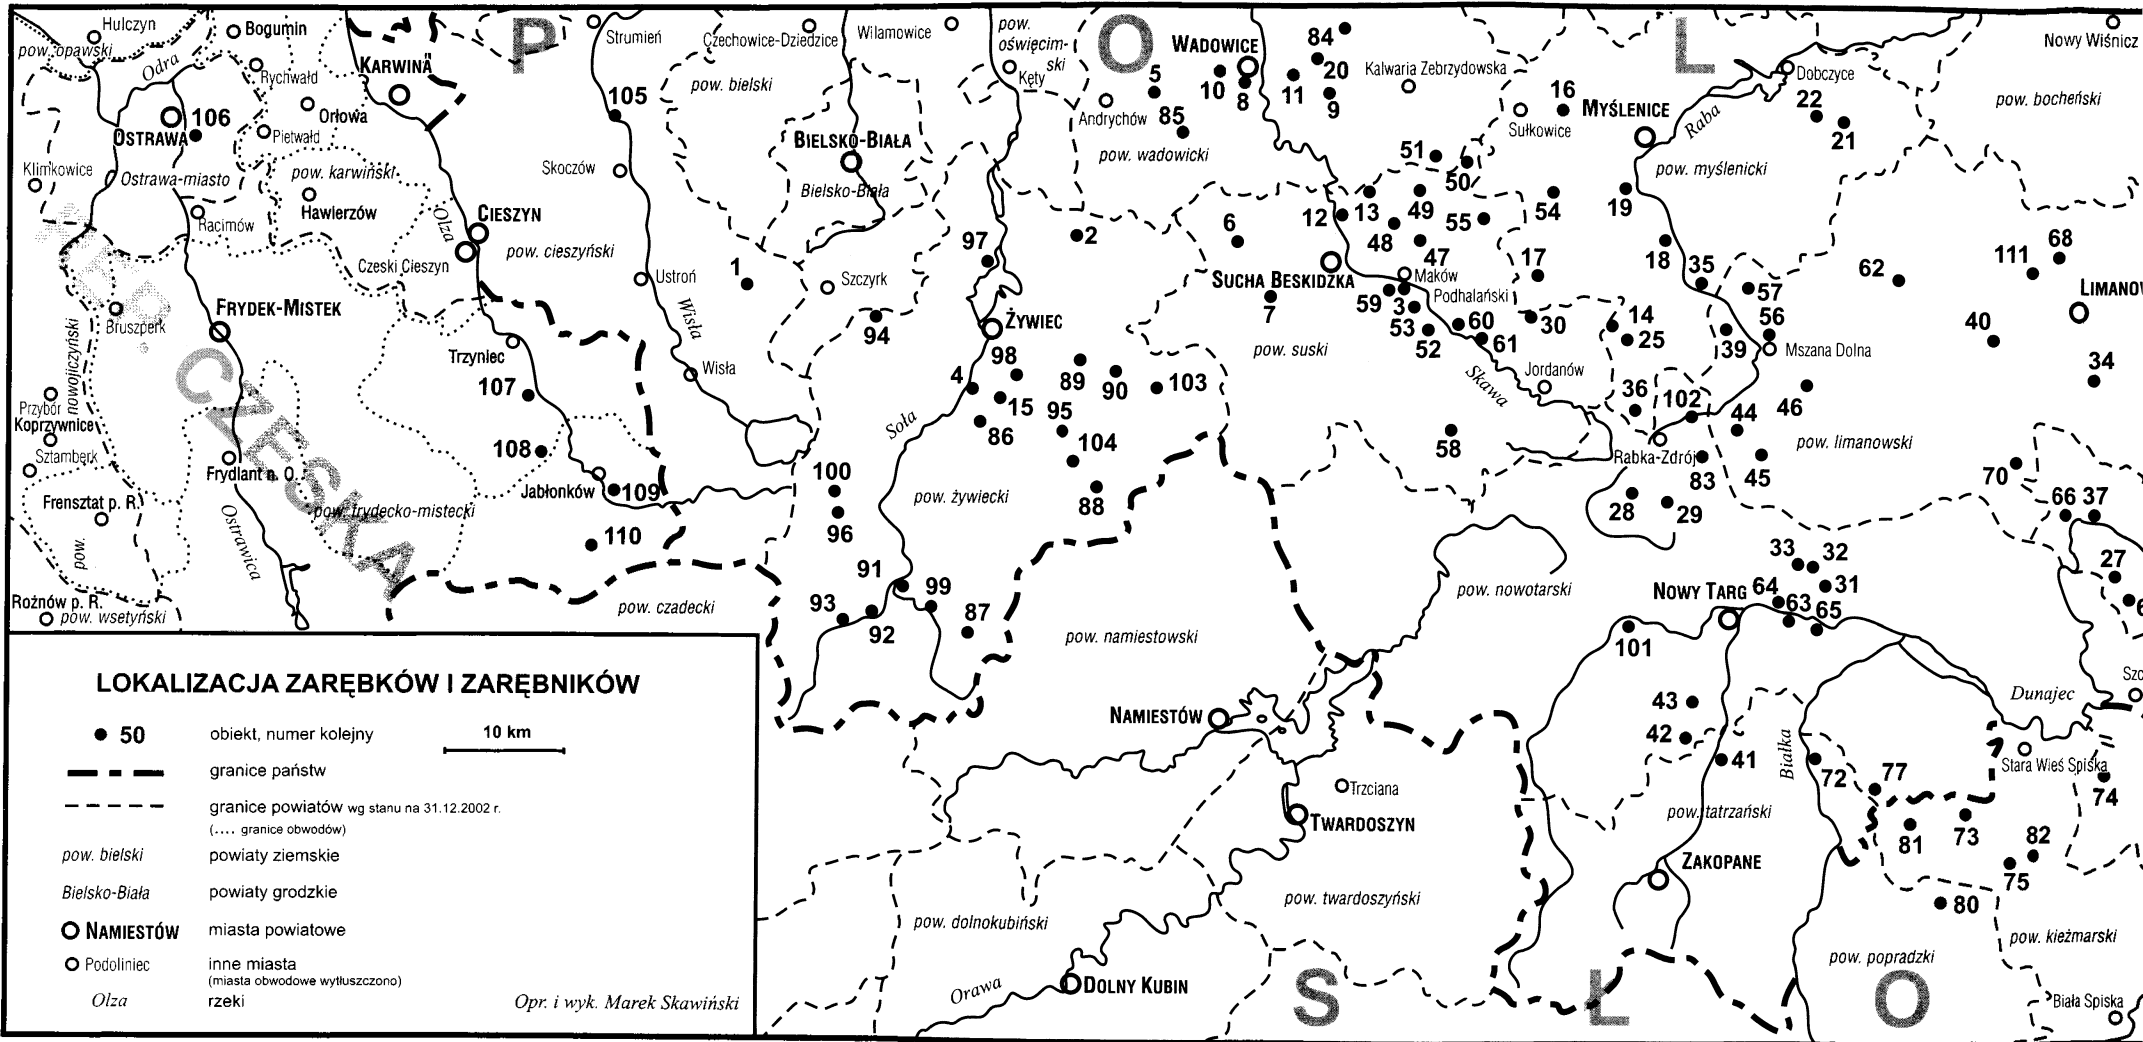 P
O
L
Hulczyn
pow. opawski
Odra
Bogumin
Rychwałd
KARWINÄ
OSTRAWA
106
Orłowa
Pietwałd
Klimkowice
Ostrawa-miasto
pow. karwiński
Racimów
Hawierzów
Olza
CIESZYN
Czeski Cieszyn
pow. cieszyński
Strumień
105
Skoczów
Ustroń
Wisła
Wisła
Czechowice-Dziedzice
Wilamowice
pow. bielski
BIELSKO-BIAŁA
Bielsko-Biała
1
Szczyrk
94
pow.
oświęcim-
ski
Kęty
5
Andrychów
85
pow. wadowicki
WADOWICE
10
8
11
84
20
9
Kalwaria Zebrzydowska
16
Sułkowice
MYŚLENICE
Raba
Dobczyce
22
21
pow. myślenicki
pow. bocheński
Nowy Wiśnicz
51
50
12
13
49
48
47
55
54
19
6
2
97
SUCHA BESKIDZKA
7
Maków
Podhalański
59
3
53
52
60
61
17
30
18
35
57
14
25
39
56
Mszana Dolna
62
111
68
40
34
pow. suski
Jordanów
Skawa
36
102
44
46
45
pow. limanowski
Rabka-Zdrój
83
58
28
29
70
66
37
27
FRYDEK-MISTEK
Bruszperk
nowojiczyński
CZESKA
Trzyniec
107
108
Przybór
Koprzywnice
Sztamberk
Frydlant n. O.
Frensztat p. R.
pow.
Ostrawica
pow. frydecko-mistecki
Jabłonków
109
110
Rożnów p. R.
pow. wsetyński
ŻYWIEC
98
4
15
86
89
90
103
95
104
88
Soła
pow. żywiecki
100
96
91
93
92
99
87
pow. czadecki
pow. namiestowski
pow. nowotarski
33
32
31
NOWY TARG
64
63
65
101
43
42
41
Białka
Dunajec
72
77
Stara Wieś Spiska
74
73
81
82
75
80
pow. tatrzański
ZAKOPANE
NAMIESTÓW
Trzciana
TWARDOSZYN
pow. twardoszyński
pow. dolnokubiński
Orawa
DOLNY KUBIN
pow. popradzki
pow. kieżmarski
Biała Spiska
S
L
O
LOKALIZACJA ZARĘBKÓW I ZARĘBNIKÓW
50 obiekt, numer kolejny 10 km
granice państw
granice powiatów wg stanu na 31.12.2002 r.
(.... granice obwodów)
pow. bielski powiaty ziemskie
Bielsko-Biała powiaty grodzkie
NAMIESTÓW miasta powiatowe
Podoliniec inne miasta
(miasta obwodowe wytłuszczono)
Olza rzeki
Opr. i wyk. Marek Skawiński